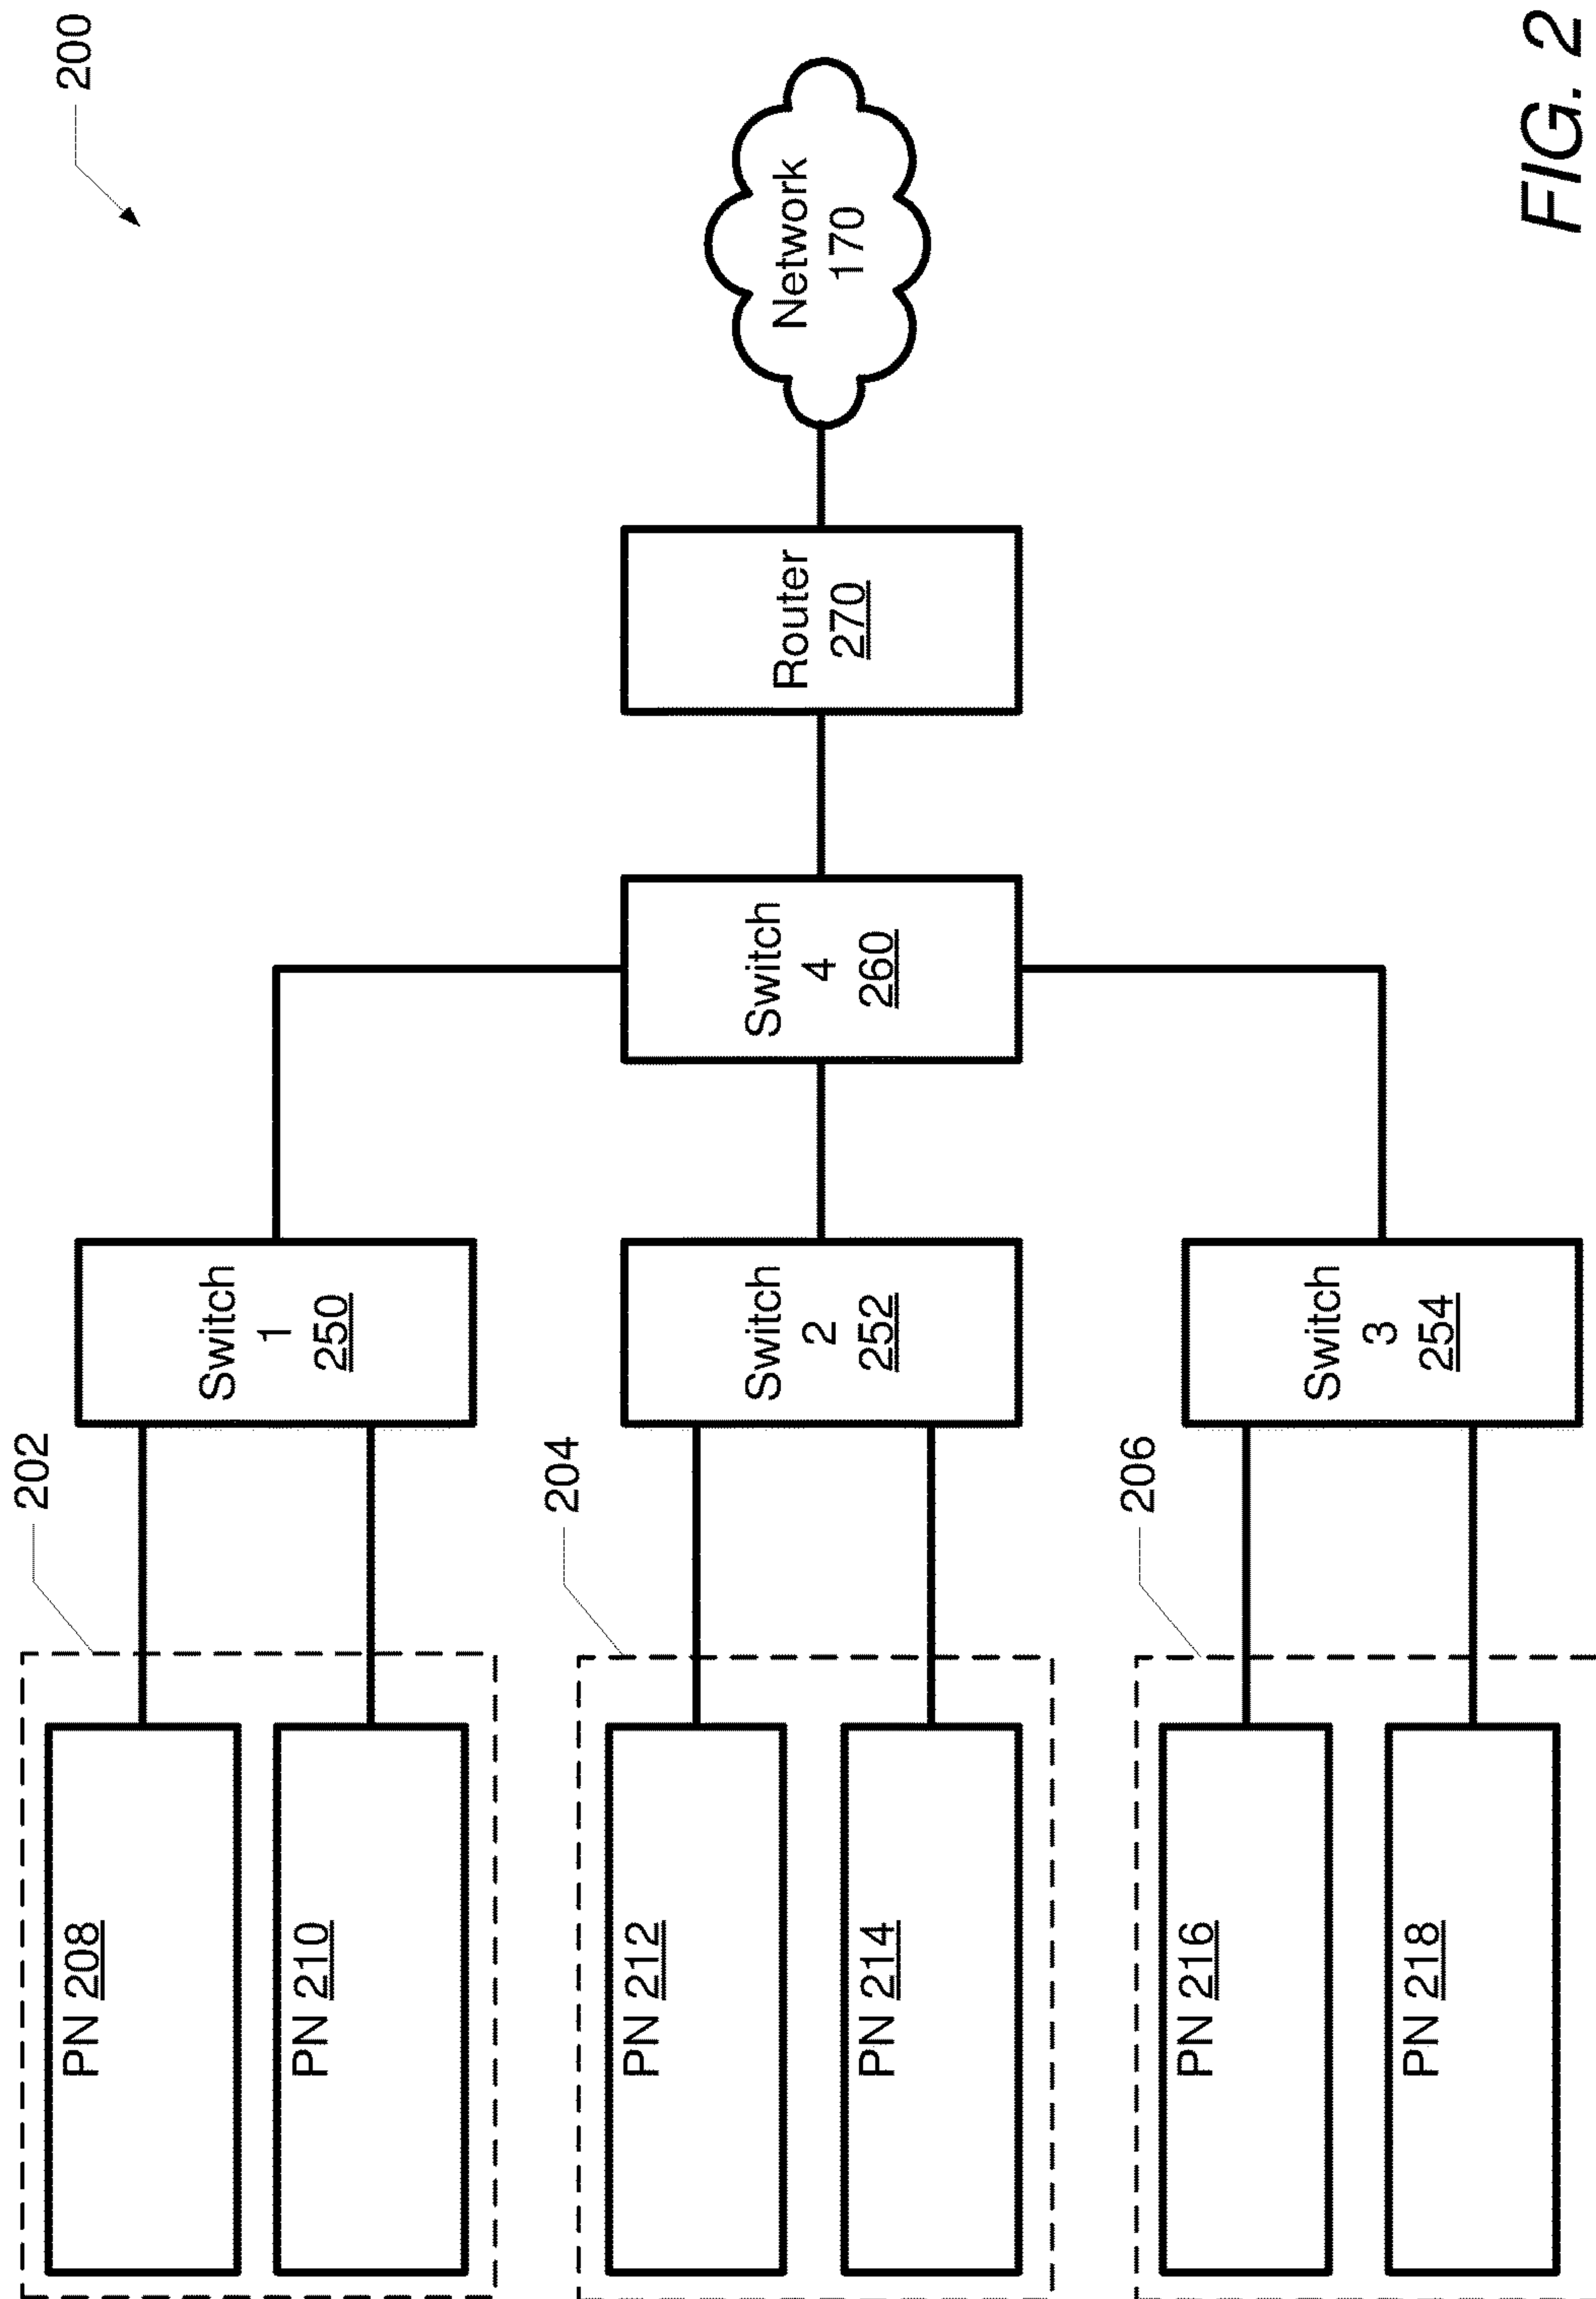 200
Network
170
Router
270
Switch
4
260
Switch
1
250
Switch
2
252
Switch
3
254
202
204
206
PN 208
PN 210
PN 212
PN 214
PN 216
PN 218
FIG. 2